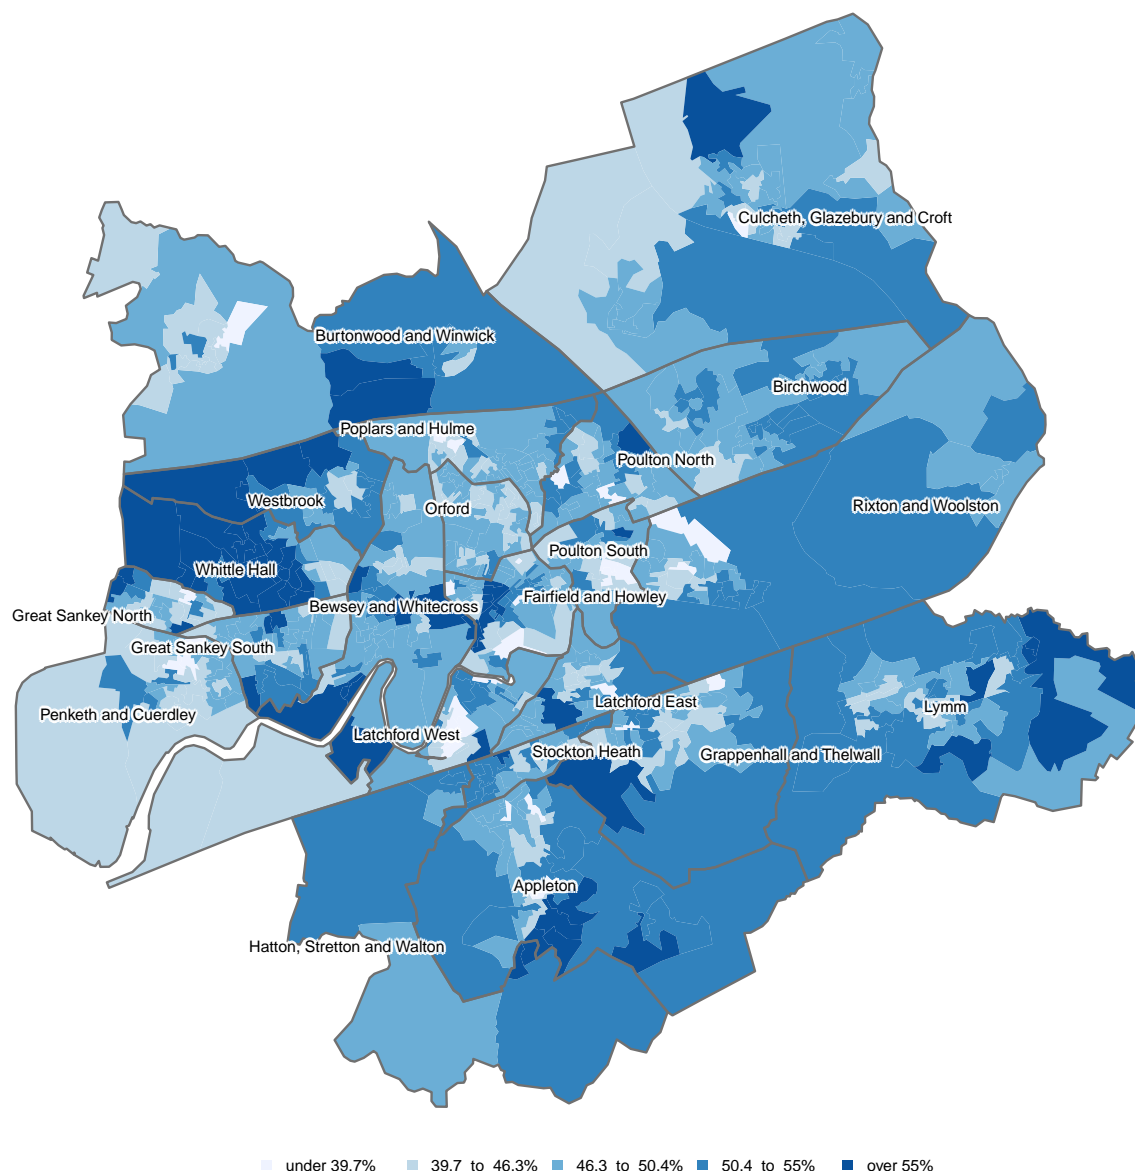 Culcheth, Glazebury and Croft
Burtonwood and Winwick
Birchwood
Poplars and Hulme
Poulton North
Westbrook
Orford
Rixton and Woolston
Poulton South
Whittle Hall
Fairfield and Howley
Bewsey and Whitecross
Great Sankey North
Great Sankey South
Latchford East
Lymm
Penketh and Cuerdley
Latchford West
Stockton Heath
Grappenhall and Thelwall
Appleton
Hatton, Stretton and Walton
under 39.7% 39.7 to 46.3% 46.3 to 50.4% 50.4 to 55% over 55%